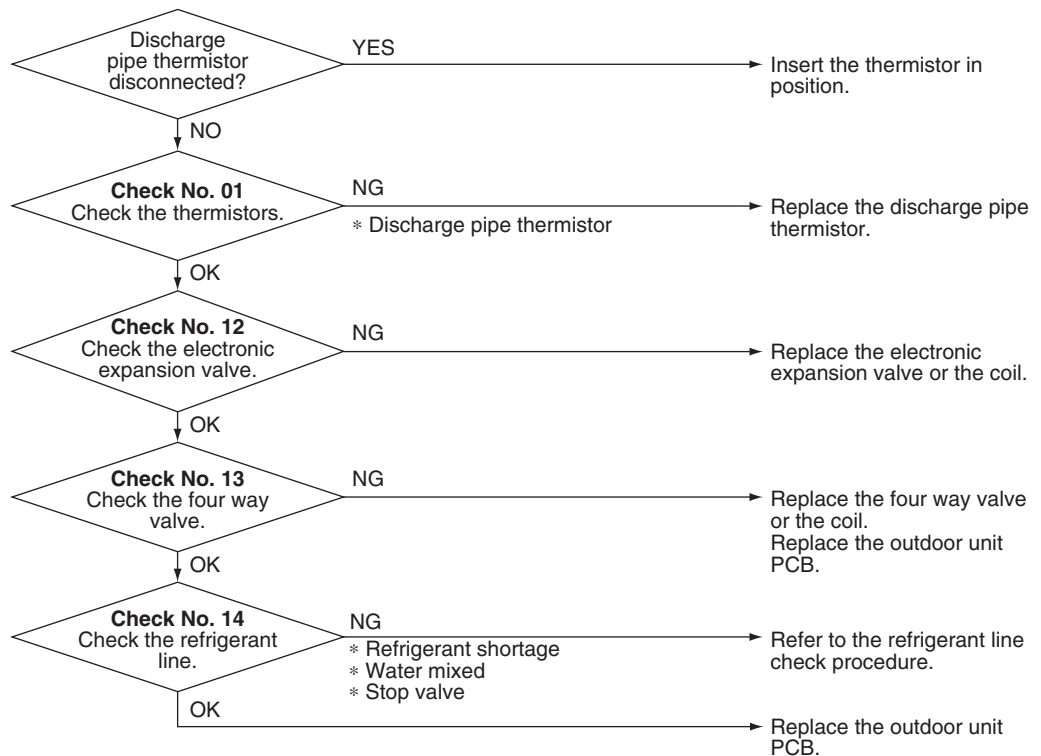 Discharge
pipe thermistor
disconnected?
YES
Insert the thermistor in
position.
NO
Check No. 01
Check the thermistors.
NG
∗ Discharge pipe thermistor
Replace the discharge pipe
thermistor.
OK
Check No. 12
Check the electronic
expansion valve.
NG
Replace the electronic
expansion valve or the coil.
OK
Check No. 13
Check the four way
valve.
NG
Replace the four way valve
or the coil.
Replace the outdoor unit
PCB.
OK
Check No. 14
Check the refrigerant
line.
NG
∗ Refrigerant shortage
∗ Water mixed
∗ Stop valve
Refer to the refrigerant line
check procedure.
OK
Replace the outdoor unit
PCB.